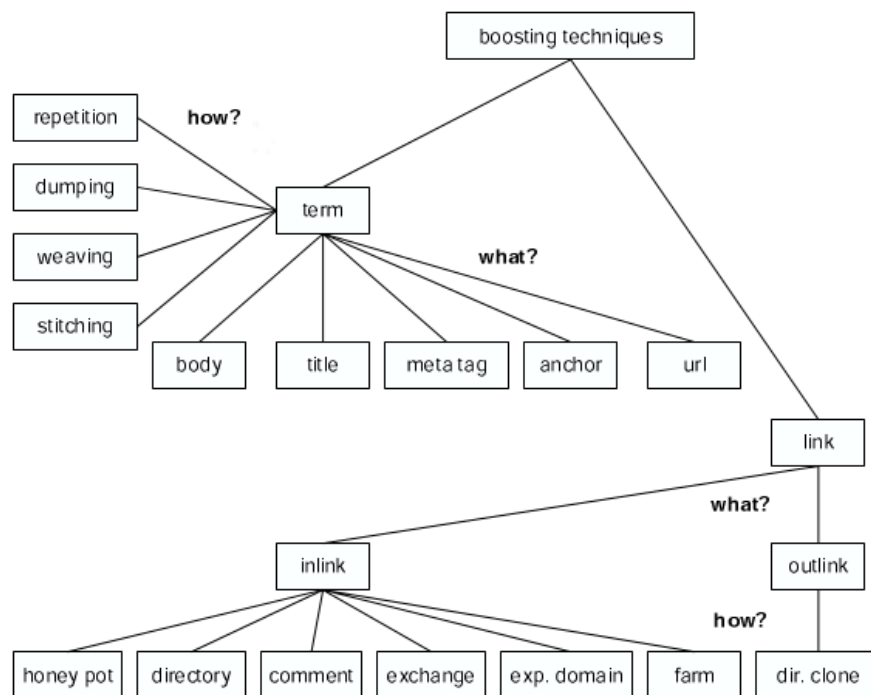 boosting techniques
repetition
how?
dumping
term
weaving
what?
stitching
body
title
meta tag
anchor
url
link
what?
inlink
outlink
how?
honey pot
directory
comment
exchange
exp. domain
farm
dir. clone